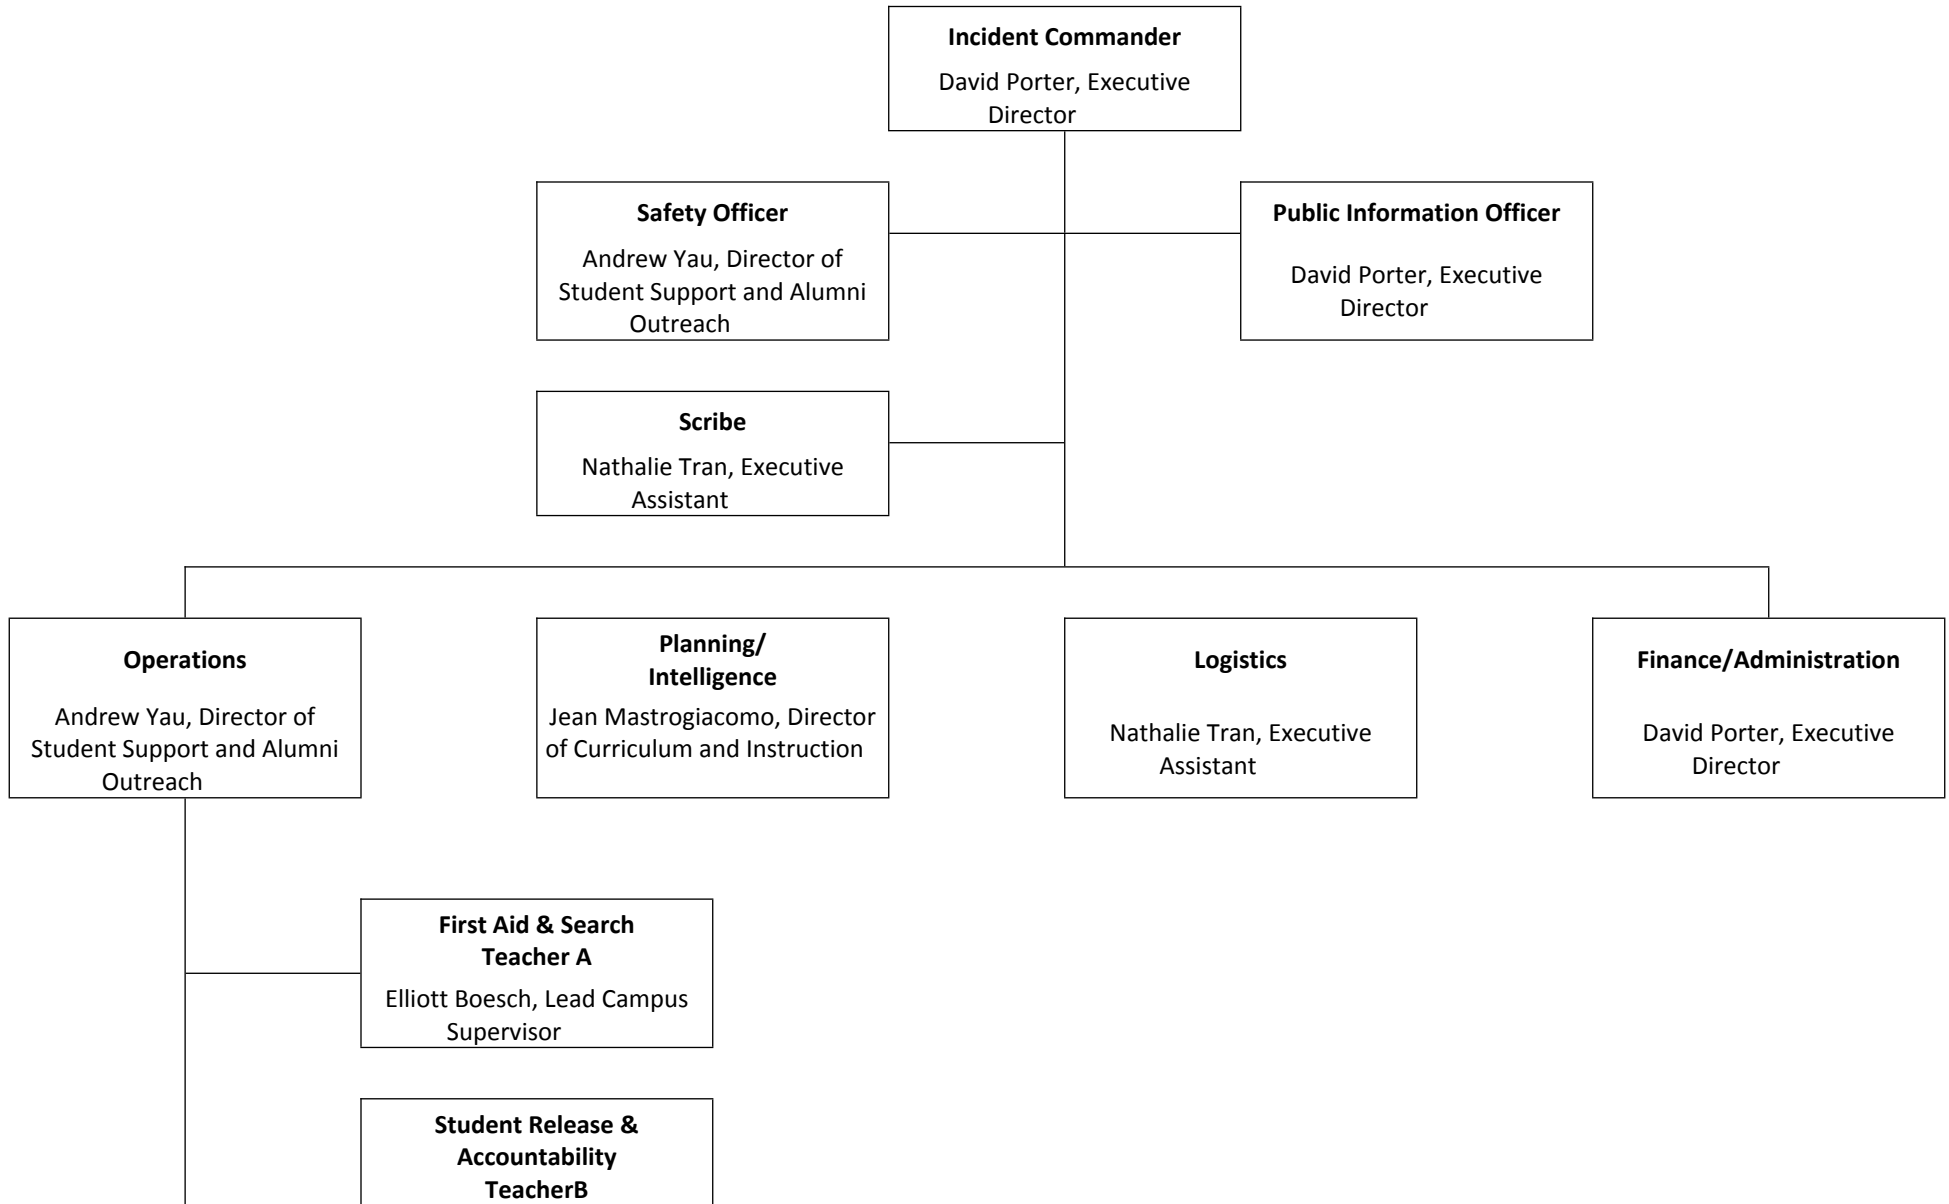 Incident Commander
David Porter, Executive
Director
Safety Officer
Andrew Yau, Director of
Student Support and Alumni
Outreach
Public Information Officer
David Porter, Executive
Director
Scribe
Nathalie Tran, Executive
Assistant
Operations
Andrew Yau, Director of
Student Support and Alumni
Outreach
Planning/
Intelligence
Jean Mastrogiacomo, Director
of Curriculum and Instruction
Logistics
Nathalie Tran, Executive
Assistant
Finance/Administration
David Porter, Executive
Director
First Aid & Search
Teacher A
Elliott Boesch, Lead Campus
Supervisor
Student Release &
Accountability
TeacherB